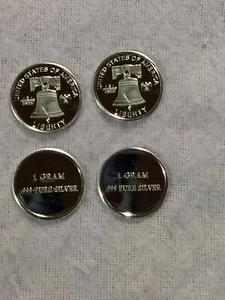 UNITED STATES OF AMERICA
LIBERTY
UNITED STATES OF AMERICA
LIBERTY
1 GRAM
.999 PURE SILVER
1 GRAM
.999 PURE SILVER